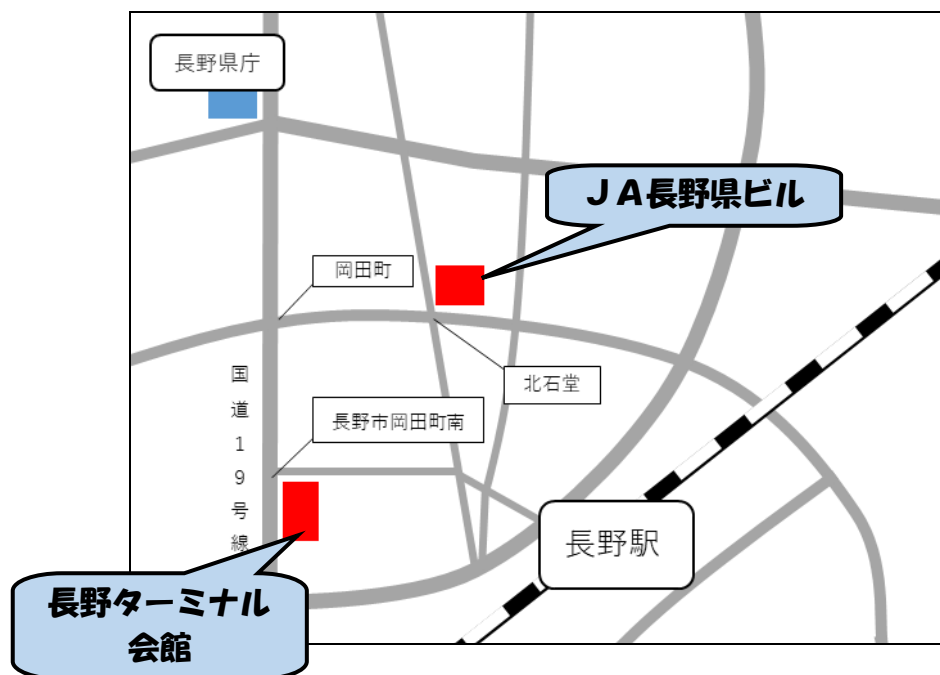 長野県庁
ＪＡ長野県ビル
岡田町
北石堂
国道19号線
長野市岡田町南
長野駅
長野ターミナル
会館